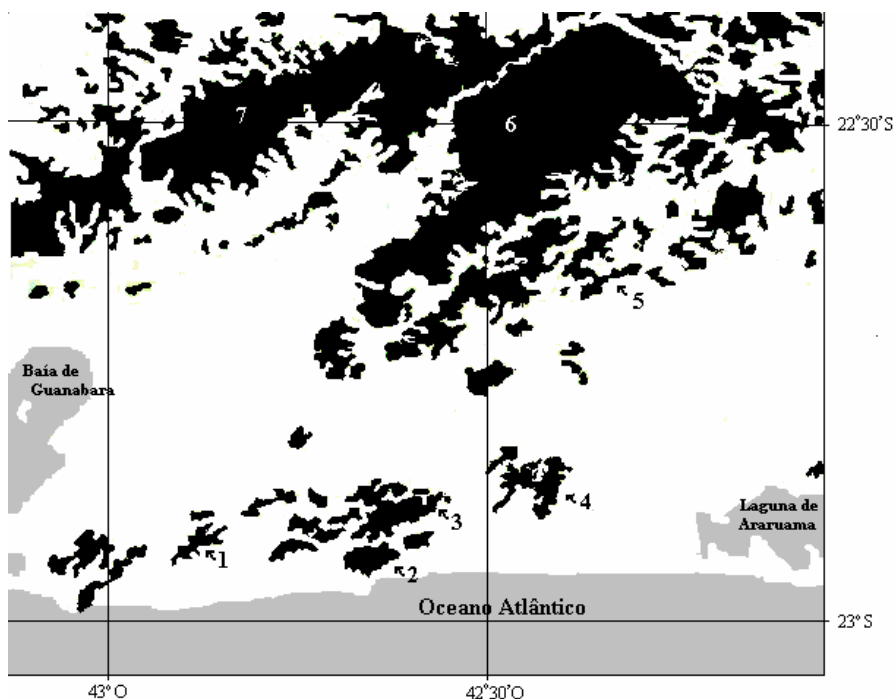 7
6
22°30'S
5
Baía de
Guanabara
4
Laguna de
Araruama
3
1
2
Oceano Atlântico
23° S
43° O
42°30'O